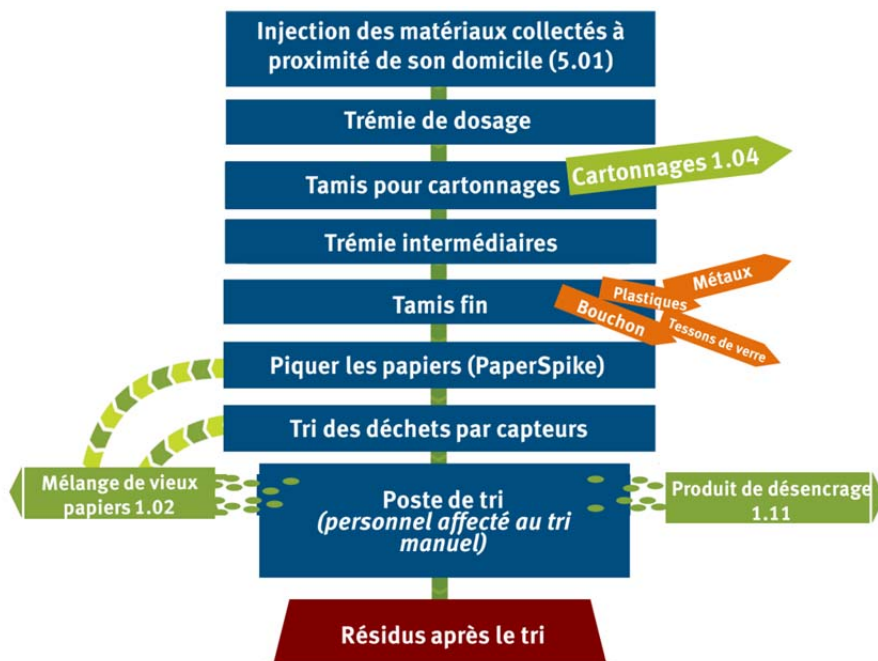 Injection des matériaux collectés à
proximité de son domicile (5.01)
Trémie de dosage
Tamis pour cartonnages
Cartonnages 1.04
Trémie intermédiaires
Tamis fin
Bouchon
Plastiques
Métaux
Tessons de verre
Piquer les papiers (PaperSpike)
Tri des déchets par capteurs
Mélange de vieux
papiers 1.02
Poste de tri
(personnel affecté au tri
manuel)
Produit de désencrage
1.11
Résidus après le tri